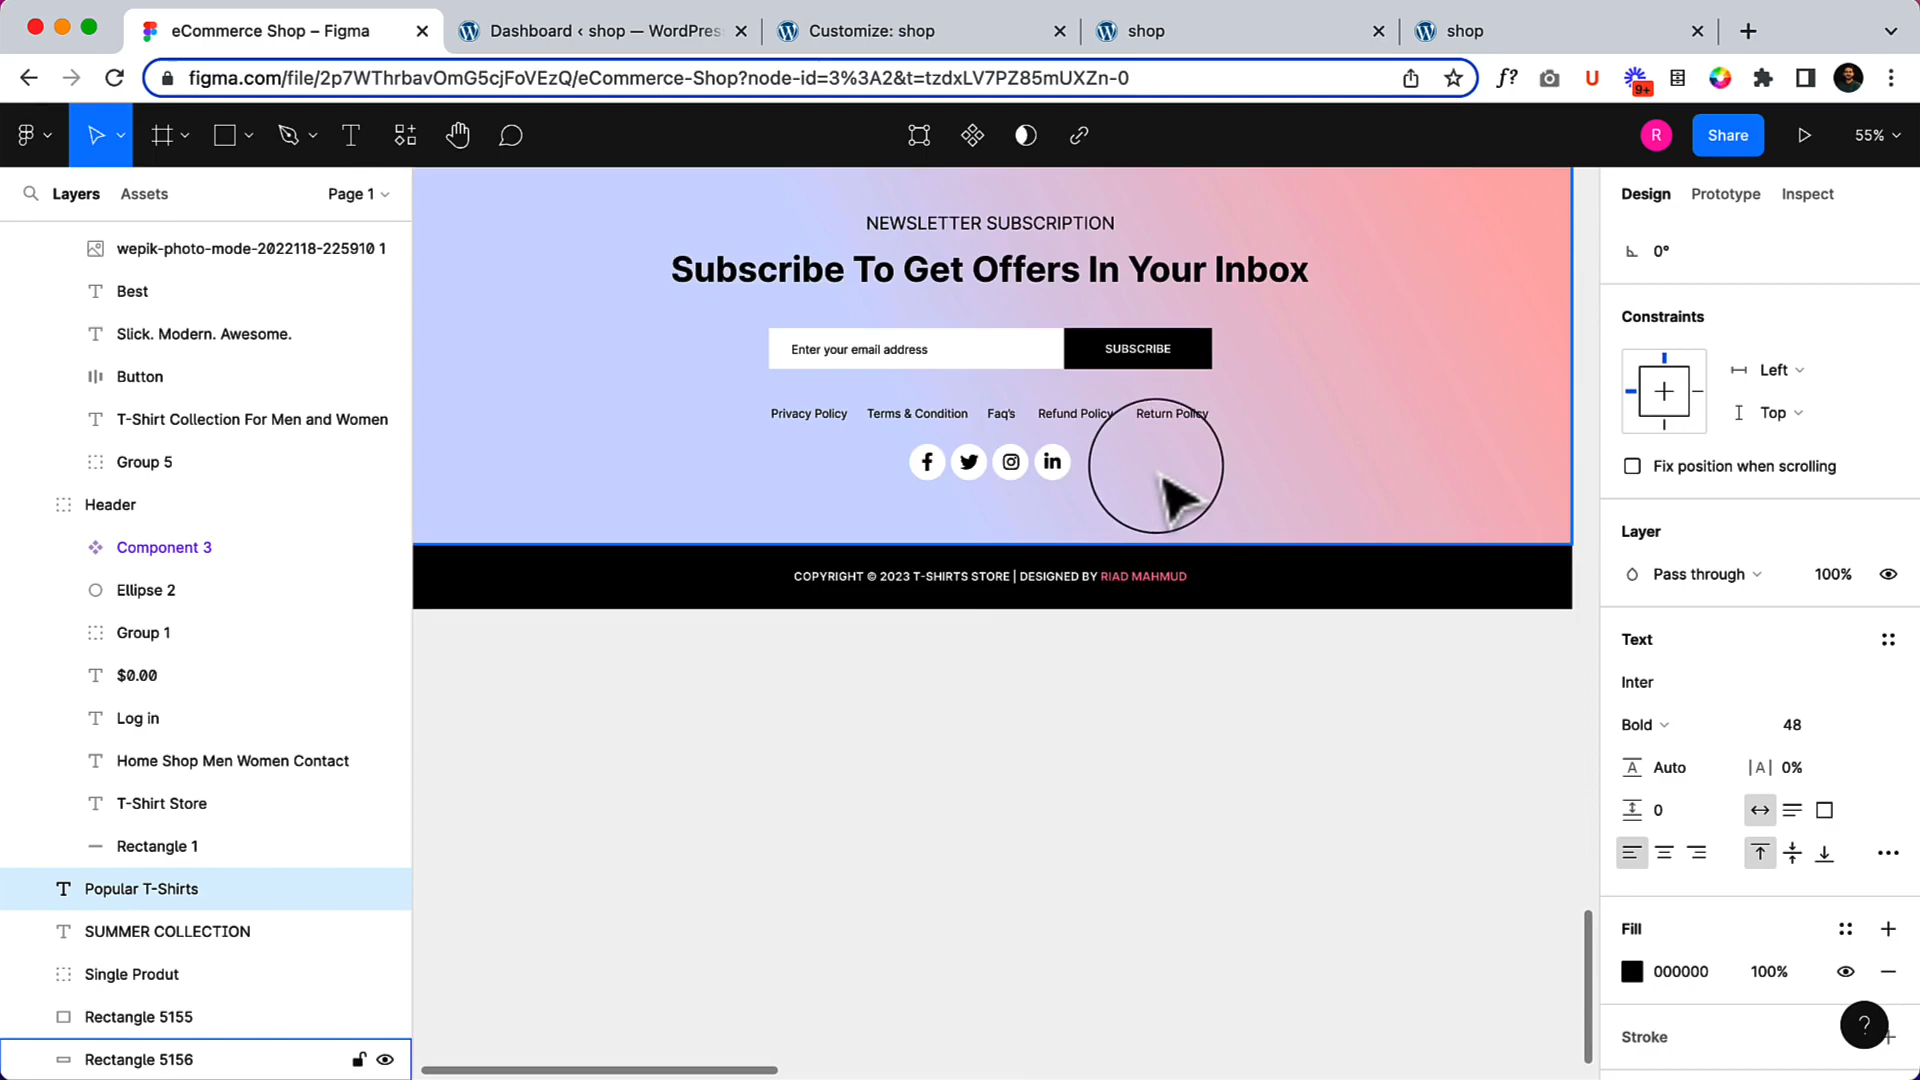 eCommerce Shop – Figma
Dashboard ‹ shop — WordPres
Customize: shop
shop
shop
figma.com/file/2p7WThrbavOmG5cjFoVEzQ/eCommerce-Shop?node-id=3%3A2&t=tzdxLV7PZ85mUXZn-0
f?
U
9+
T
R
Share
55%
Layers
Assets
Page 1
Design
Prototype
Inspect
wepik-photo-mode-2022118-225910 1
Best
Slick. Modern. Awesome.
Button
T-Shirt Collection For Men and Women
Group 5
Header
Component 3
Ellipse 2
Group 1
$0.00
Log in
Home Shop Men Women Contact
T-Shirt Store
Rectangle 1
Popular T-Shirts
SUMMER COLLECTION
Single Produt
Rectangle 5155
Rectangle 5156
NEWSLETTER SUBSCRIPTION
Subscribe To Get Offers In Your Inbox
Enter your email address
SUBSCRIBE
Privacy Policy
Terms & Condition
Faq's
Refund Policy
Return Policy
COPYRIGHT © 2023 T-SHIRTS STORE | DESIGNED BY RIAD MAHMUD
0°
Constraints
Left
Top
Fix position when scrolling
Layer
Pass through
100%
Text
Inter
Bold
48
Auto
|A| 0%
0
Fill
000000
100%
Stroke
?